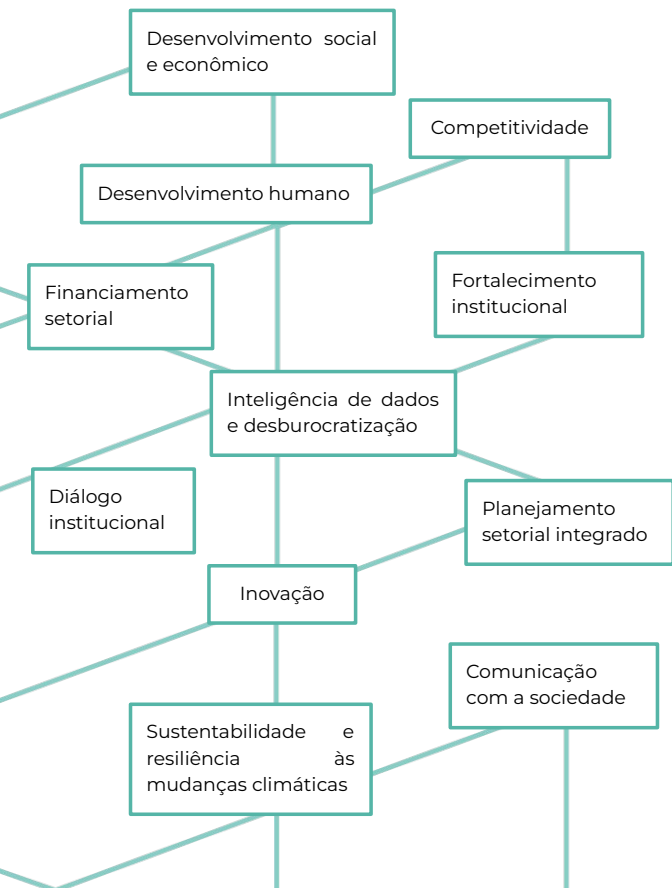 Desenvolvimento social
e econômico
Competitividade
Desenvolvimento humano
Financiamento
setorial
Fortalecimento
institucional
Inteligência de dados
e desburocratização
Diálogo
institucional
Planejamento
setorial integrado
Inovação
Comunicação
com a sociedade
Sustentabilidade e
resiliência às
mudanças climáticas